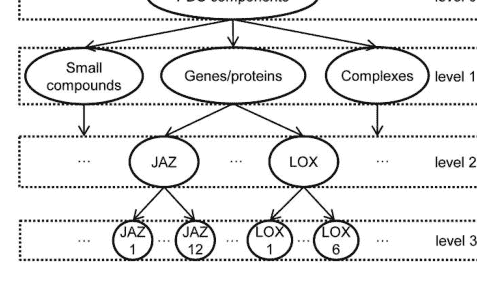 components
level
Small
compounds
Genes/proteins
Complexes
level 1
...
JAZ
...
LOX
...
level 2
...
JAZ
1
...
JAZ
12
...
LOX
1
...
LOX
6
...
level 3